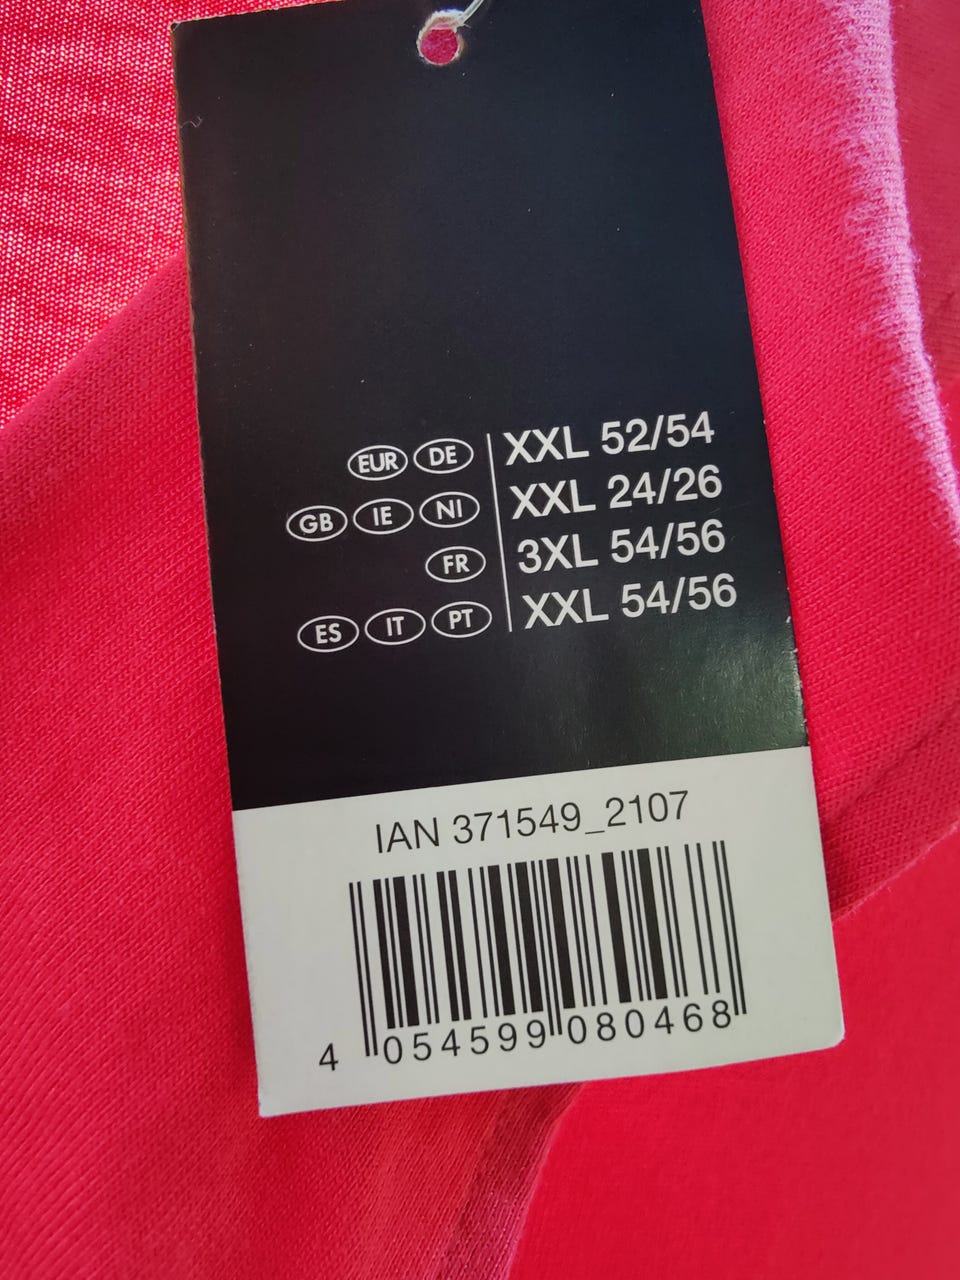 EUR DE XXL 52/54
GB IE NI XXL 24/26
FR 3XL 54/56
ES IT PT XXL 54/56
IAN 371549_2107
4 054599 080468